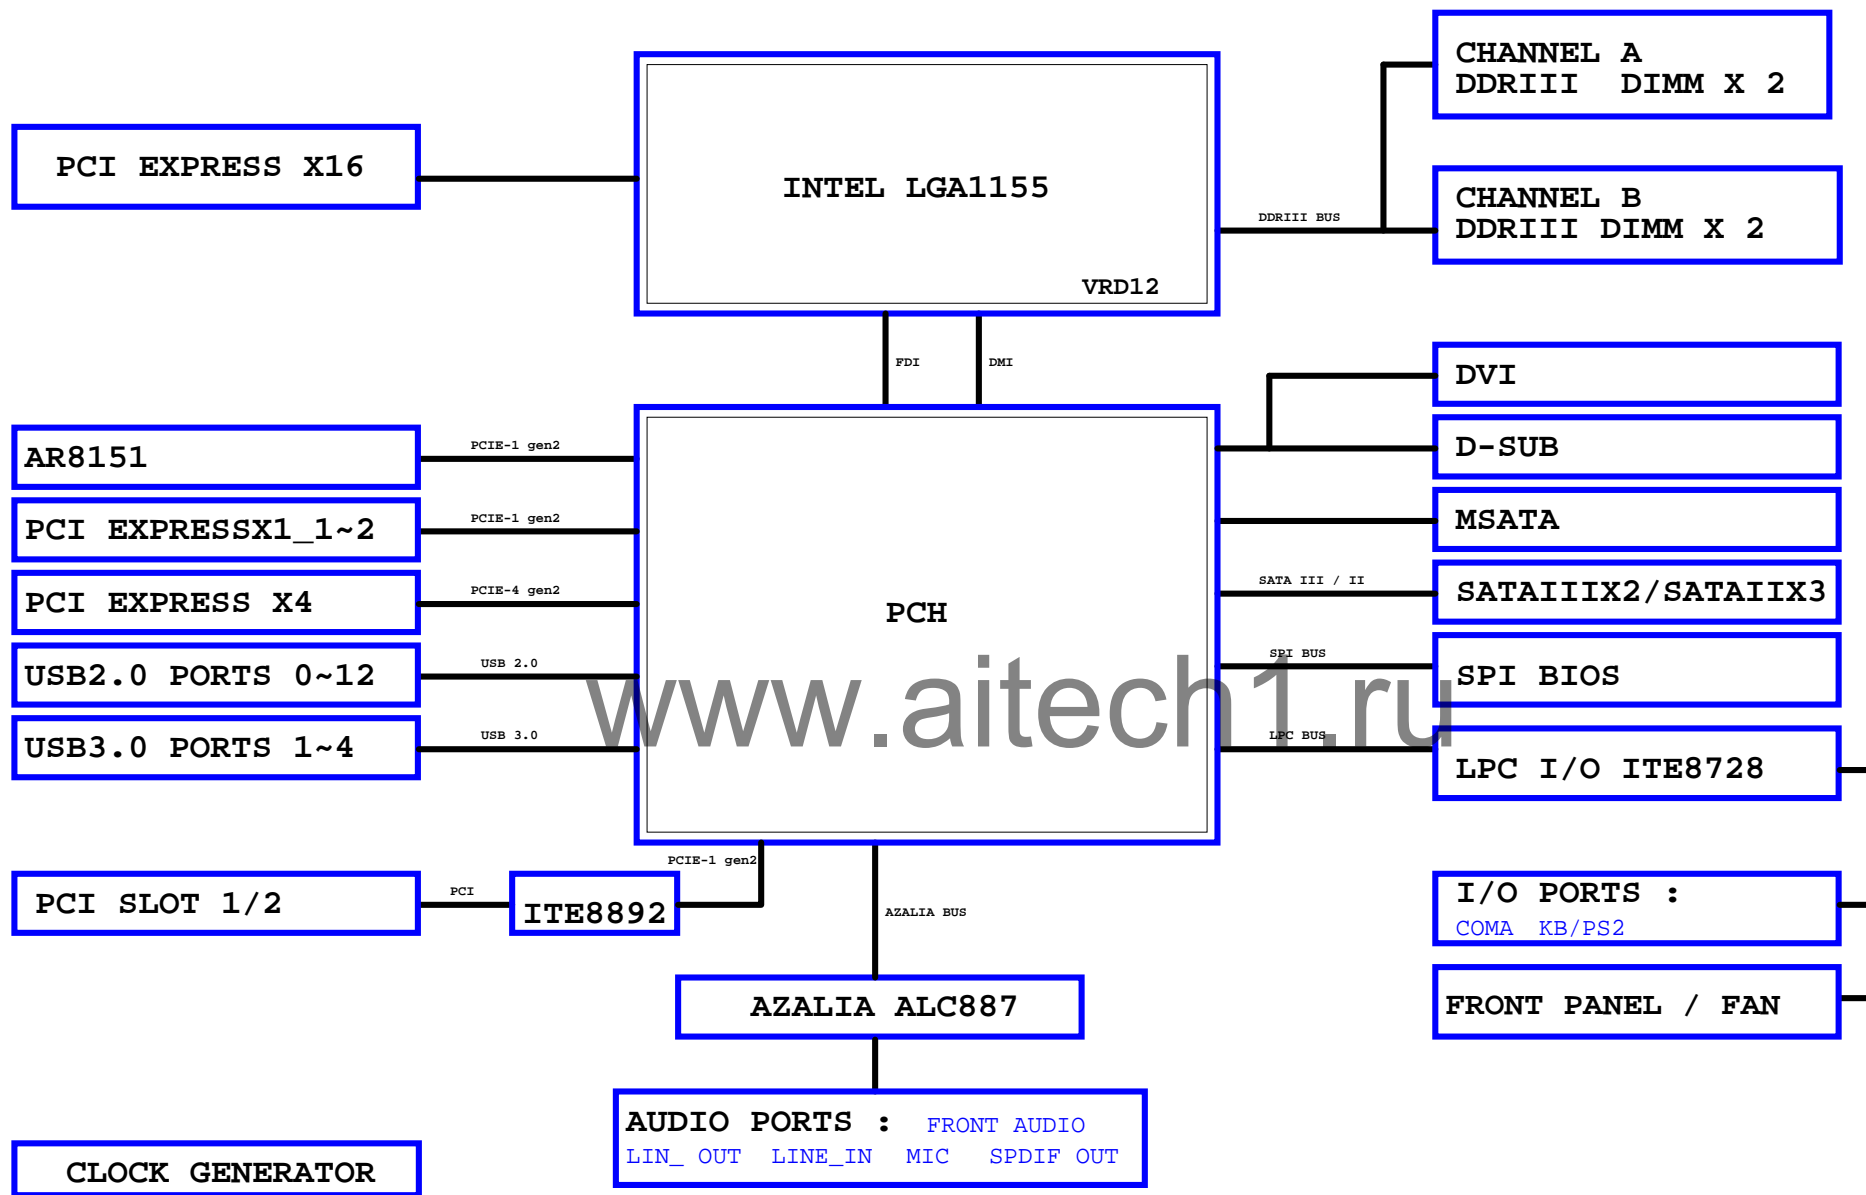 CHANNEL A
DDRIII DIMM X 2
PCI EXPRESS X16
INTEL LGA1155
CHANNEL B
DDRIII DIMM X 2
DDRIII BUS
VRD12
FDI
DMI
DVI
AR8151
PCIE-1 gen2
D-SUB
PCI EXPRESSX1_1~2
PCIE-1 gen2
MSATA
PCI EXPRESS X4
PCIE-4 gen2
PCH
SATA III / II
SATAIIIX2/SATAIIX3
USB2.0 PORTS 0~12
USB 2.0
SPI BUS
SPI BIOS
www.aitech1.ru
USB3.0 PORTS 1~4
USB 3.0
LPC BUS
LPC I/O ITE8728
PCI SLOT 1/2
PCI
ITE8892
PCIE-1 gen2
AZALIA BUS
I/O PORTS :
COMA KB/PS2
AZALIA ALC887
FRONT PANEL / FAN
AUDIO PORTS : FRONT AUDIO
LIN_ OUT LINE_IN MIC SPDIF OUT
CLOCK GENERATOR